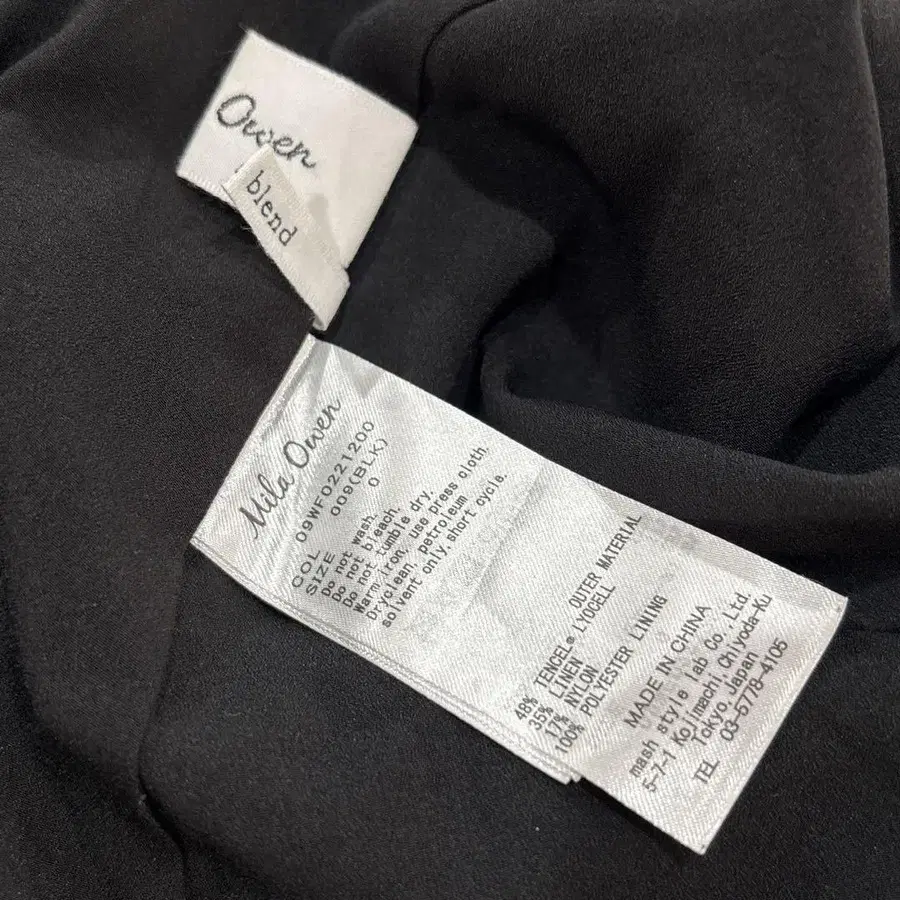 Owen
blend
Mila Owen
09WFO221200
COL 009(BLK)
SIZE 0
Do not wash.
Do not bleach.
Do not tumble dry.
Warm iron, use press cloth.
Dryclean, petroleum
solvent only, short cycle.
OUTER MATERIAL
48% TENCEL® LYOCELL
35% LINEN
17% NYLON
100% POLYESTER LINING
MADE IN CHINA
mash style lab Co., Ltd.
5-7-1 Kojimachi, Chiyoda-Ku
Tokyo, Japan
TEL 03-5778-4105